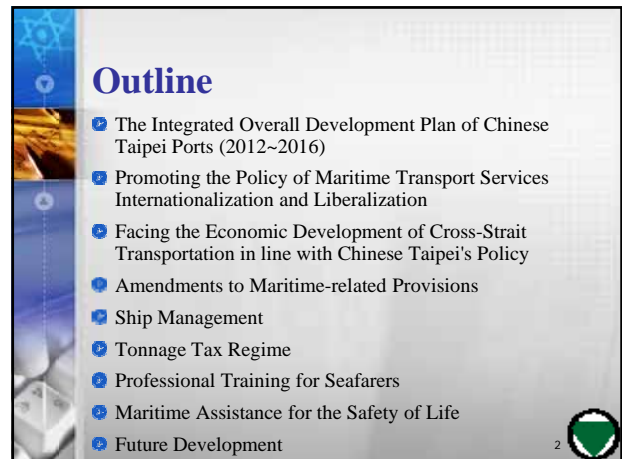 Outline
The Integrated Overall Development Plan of Chinese
Taipei Ports (2012~2016)
Promoting the Policy of Maritime Transport Services
Internationalization and Liberalization
Facing the Economic Development of Cross-Strait
Transportation in line with Chinese Taipei's Policy
Amendments to Maritime-related Provisions
Ship Management
Tonnage Tax Regime
Professional Training for Seafarers
Maritime Assistance for the Safety of Life
Future Development
2